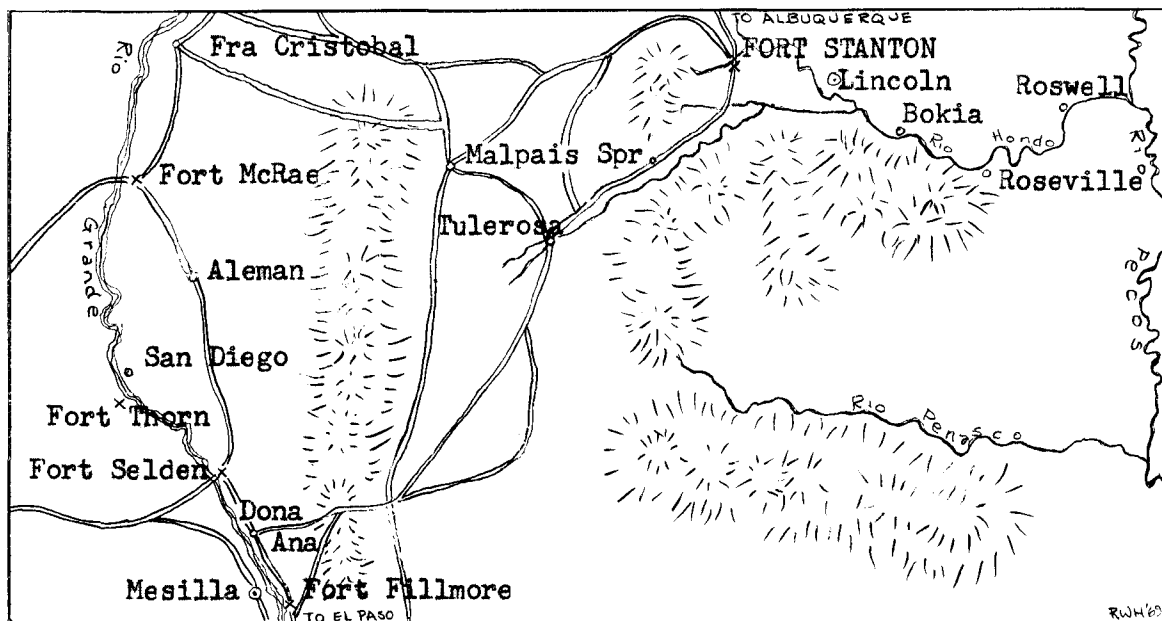 TO ALBUQUERQUE
Rio
Fra Cristobal
FORT STANTON
Lincoln
Roswell
Bokia
Rio Hondo
Malpais Spr
Fort McRae
Roseville
Rio
Tulerosa
Grande
Aleman
Pecos
San Diego
Fort Thorn
Rio Penasco
Fort Selden
Dona
Ana
Mesilla
Fort Fillmore
TO EL PASO